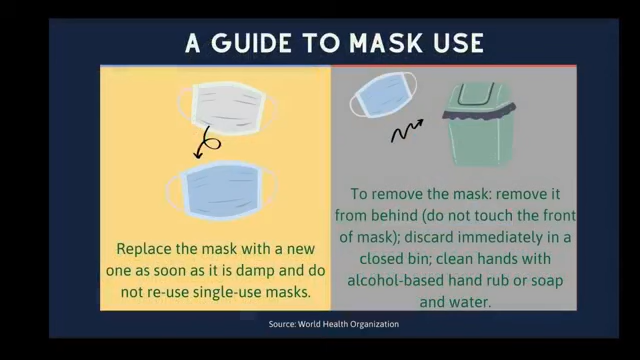 A GUIDE TO MASK USE
Replace the mask with a new
one as soon as it is damp and do
not re-use single-use masks.
To remove the mask: remove it
from behind (do not touch the front
of mask); discard immediately in a
closed bin; clean hands with
alcohol-based hand rub or soap
and water.
Source: World Health Organization